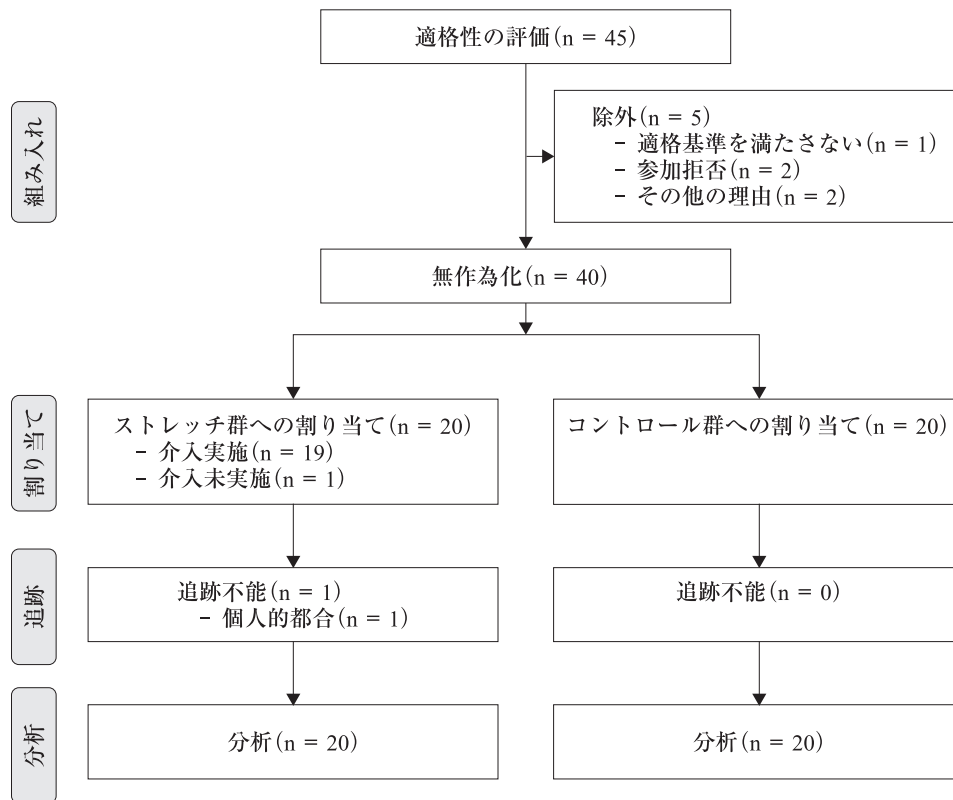 適格性の評価(n = 45)
組み入れ
除外(n = 5)
− 適格基準を満たさない(n = 1)
− 参加拒否(n = 2)
− その他の理由(n = 2)
無作為化(n = 40)
割り当て
ストレッチ群への割り当て(n = 20)
− 介入実施(n = 19)
− 介入未実施(n = 1)
コントロール群への割り当て(n = 20)
追跡
追跡不能(n = 1)
− 個人的都合(n = 1)
追跡不能(n = 0)
分析
分析(n = 20)
分析(n = 20)